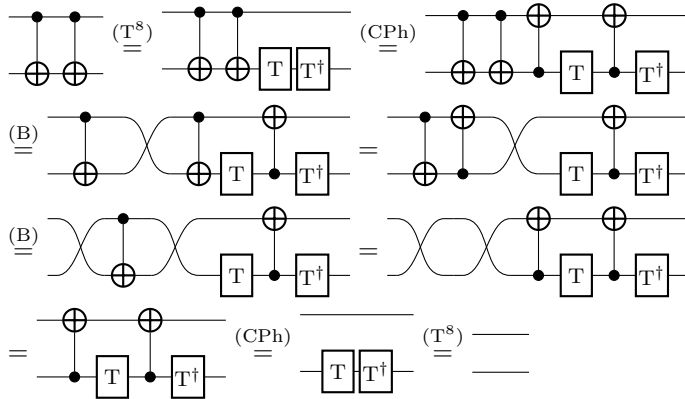 (T⁸) = T T† (CPh) = T T†
(B) = T T† = T T†
(B) = T T† = T T†
= T T† (CPh) = T T† (T⁸) =